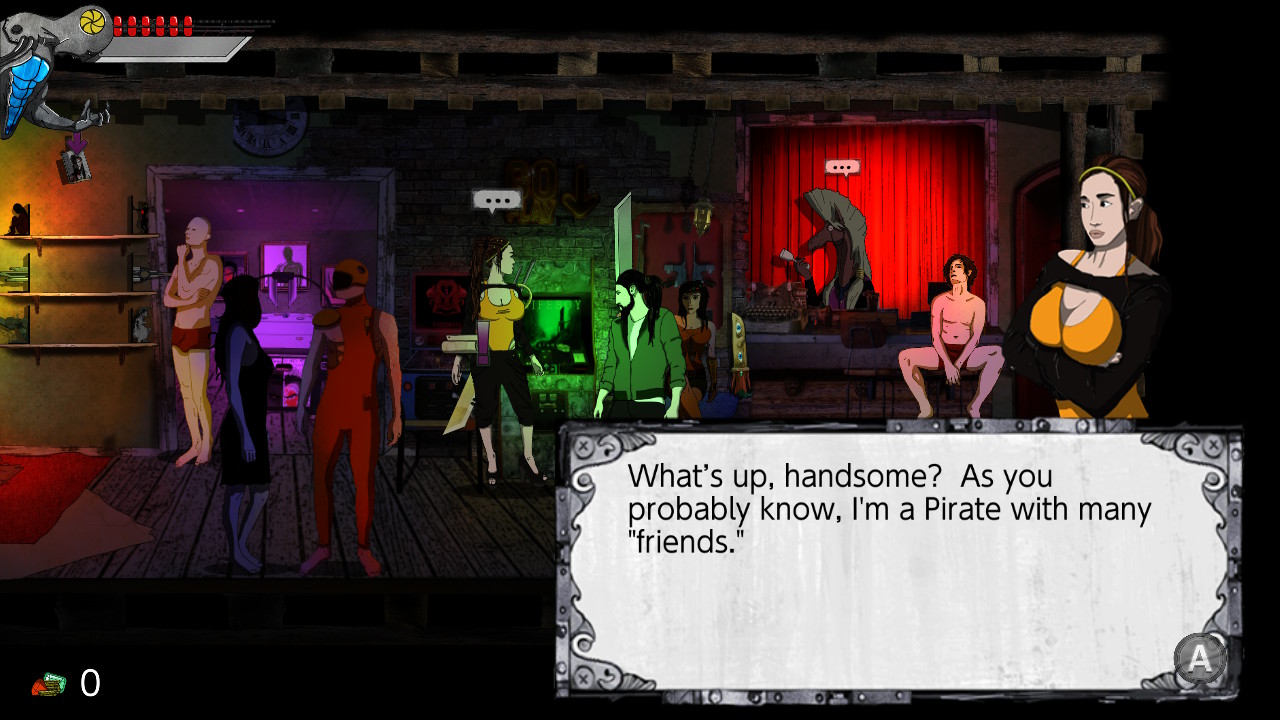 What's up, handsome?  As you
probably know, I'm a Pirate with many
"friends."
A
0